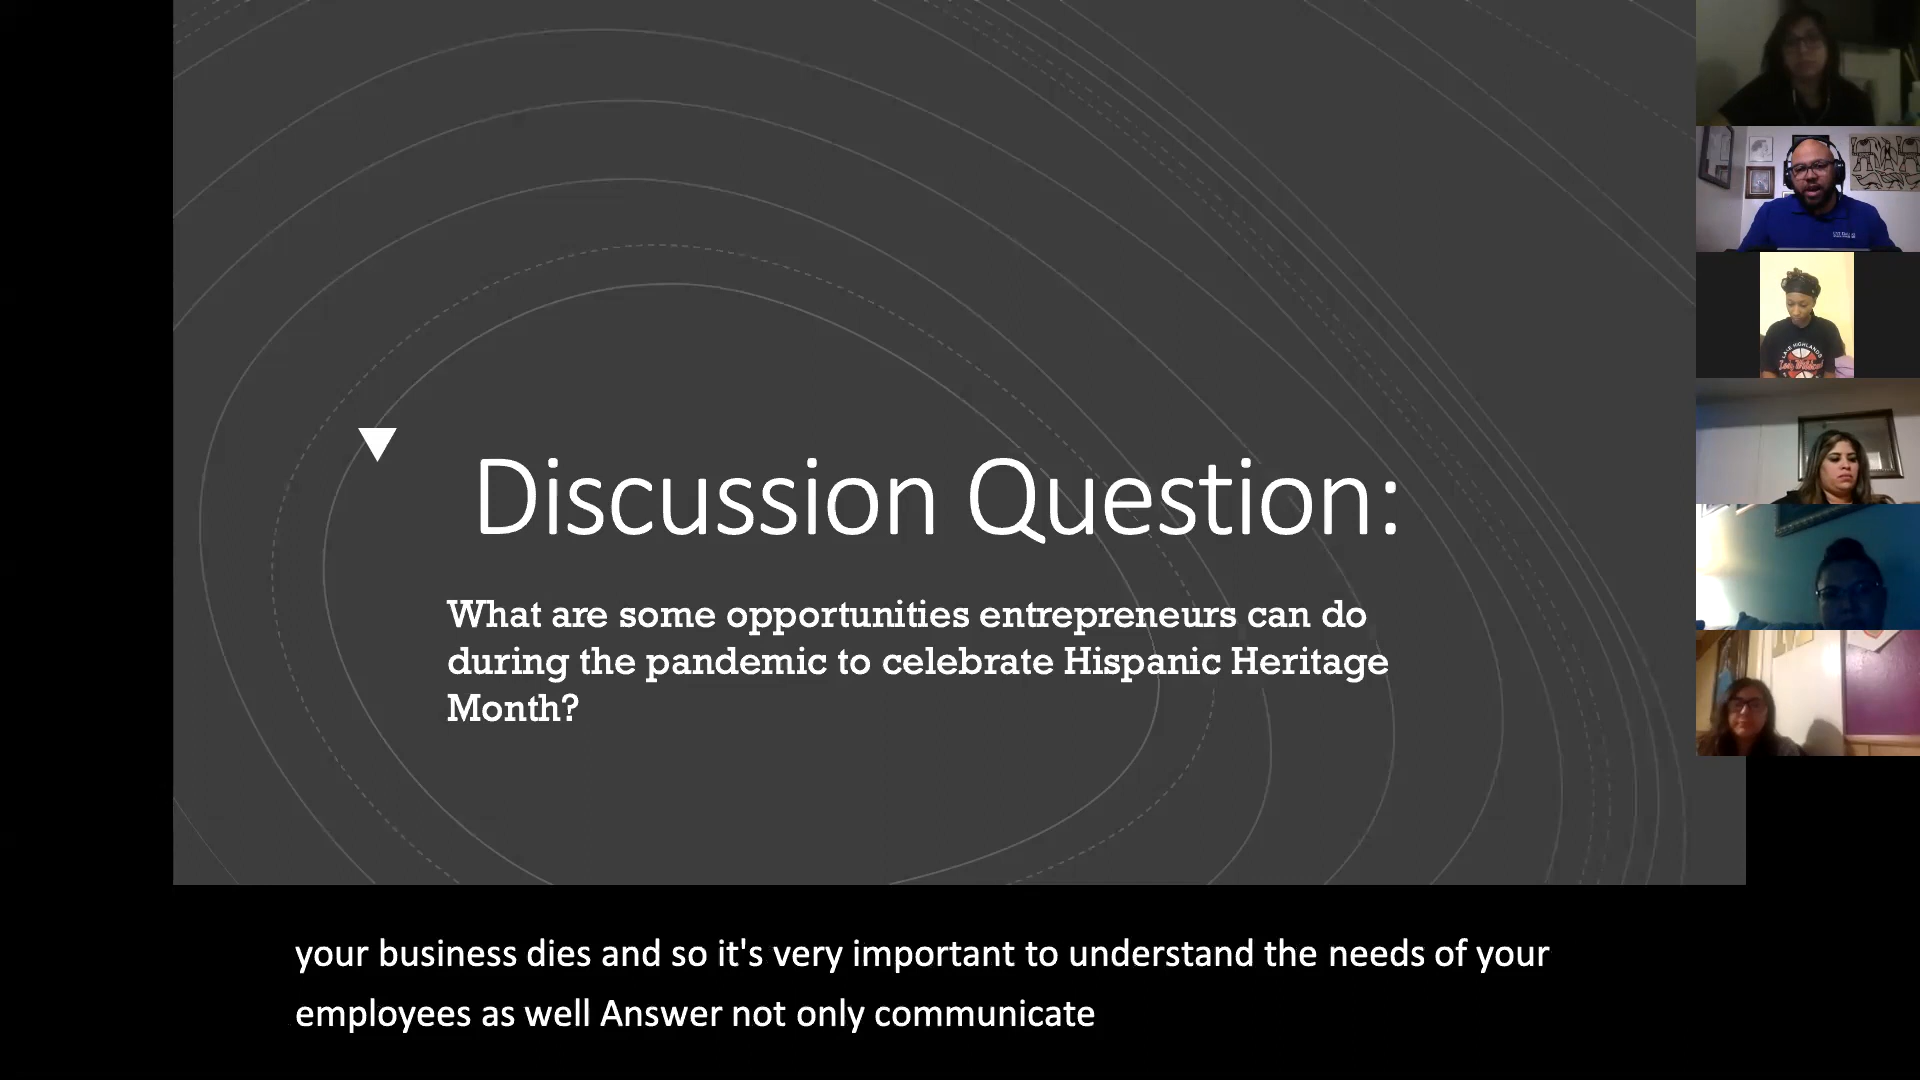 Discussion Question:
What are some opportunities entrepreneurs can do
during the pandemic to celebrate Hispanic Heritage
Month?
LAKE HIGHLANDS
your business dies and so it's very important to understand the needs of your
employees as well Answer not only communicate